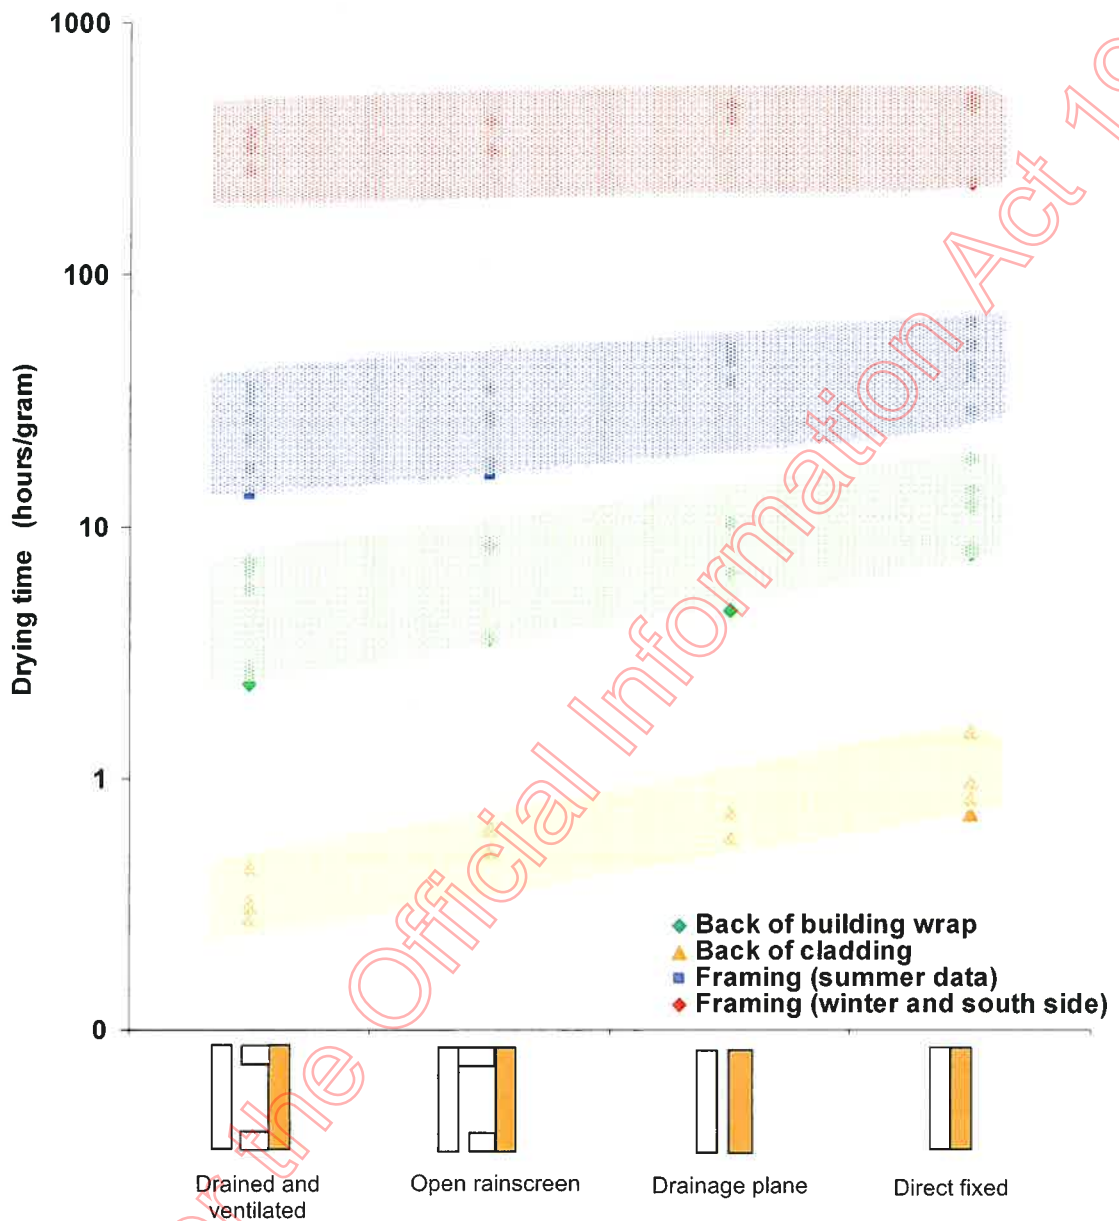 1000
100
10
1
0
Drying time (hours/gram)
Back of building wrap
Back of cladding
Framing (summer data)
Framing (winter and south side)
Drained and
ventilated
Open rainscreen
Drainage plane
Direct fixed
the Official Information Act